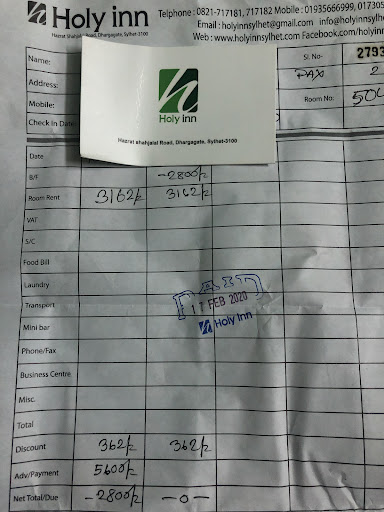 Holy inn
Hazrat Shahjalal Road, Dhargagate, Sylhet-3100
Telphone : 0821-717181, 717182 Mobile : 01935666999, 017305
Email : holyinnsylhet@gmail.com info@holyinnsylhet
Web : www.holyinnsylhet.com Facebook.com/holyinn
Name:
Sl. No- 2793
Address:
PAX 2
Mobile:
Room No:
Check In Date:
Holy inn
Hazrat shahjalal Road, Dhargagate, Sylhet-3100
Date
B/F -2800/=
Room Rent 3162/= 3162/=
VAT
S/C
Food Bill
Laundry
PAID
Transport
17 FEB 2020
Holy Inn
Mini bar
Phone/Fax
Business Centre
Misc.
Total
Discount 362/= 362/=
Adv/Payment 5600/=
Net Total/Due -2800/= -0-